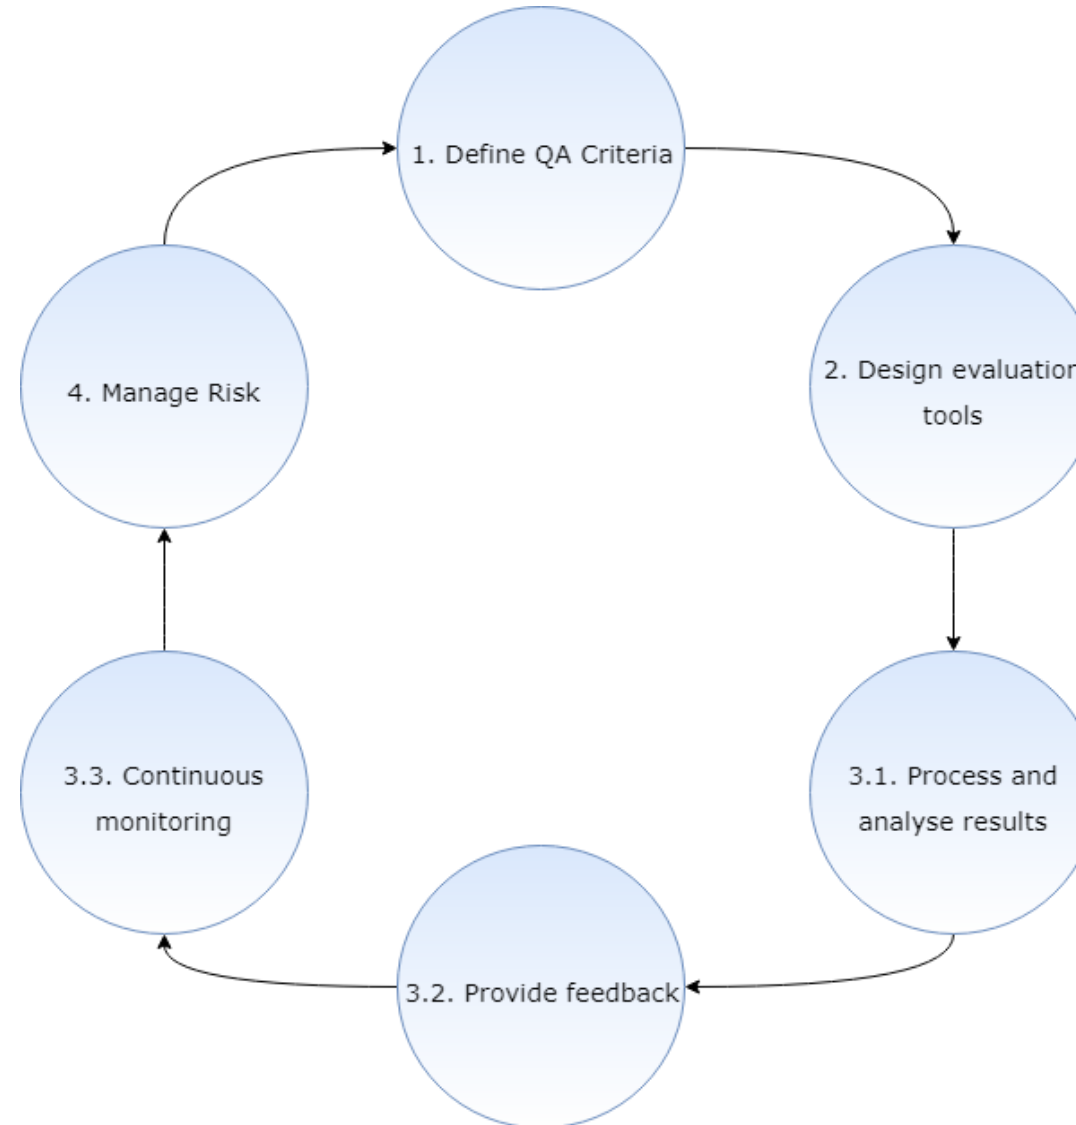 1. Define QA Criteria
2. Design evaluation
tools
3.1. Process and
analyse results
3.2. Provide feedback
3.3. Continuous
monitoring
4. Manage Risk